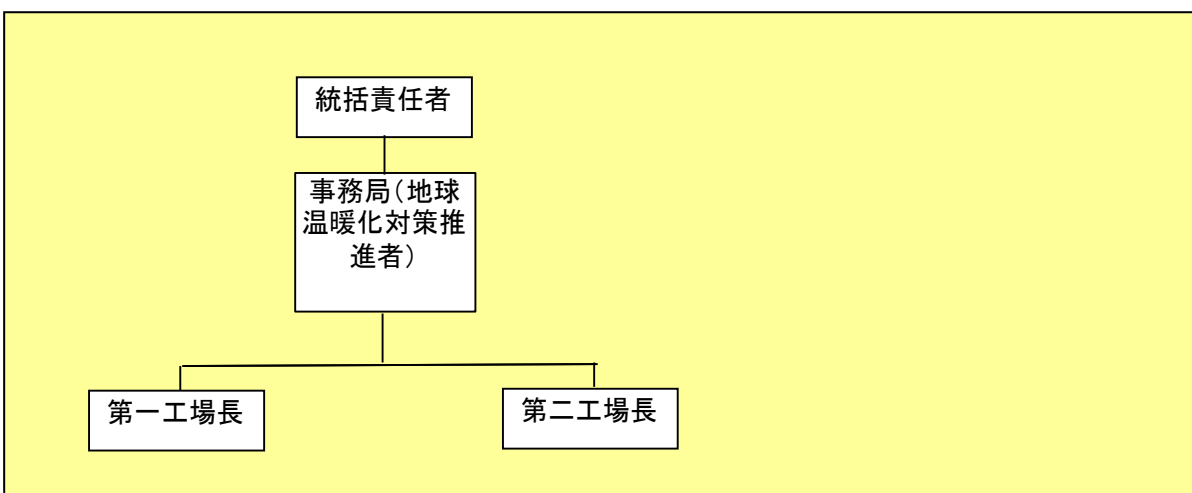 統括責任者
事務局（地球
温暖化対策推
進者）
第一工場長
第二工場長